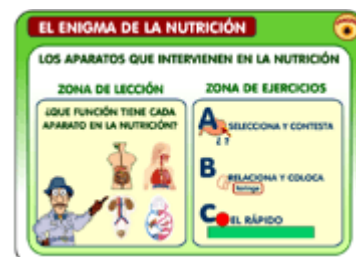 EL ENIGMA DE LA NUTRICIÓN
LOS APARATOS QUE INTERVIENEN EN LA NUTRICIÓN
ZONA DE LECCIÓN
¿QUE FUNCIÓN TIENE CADA
APARATO EN LA NUTRICIÓN?
ZONA DE EJERCICIOS
A SELECCIONA Y CONTESTA
¿ ?
B RELACIONA Y COLOCA
C EL RÁPIDO